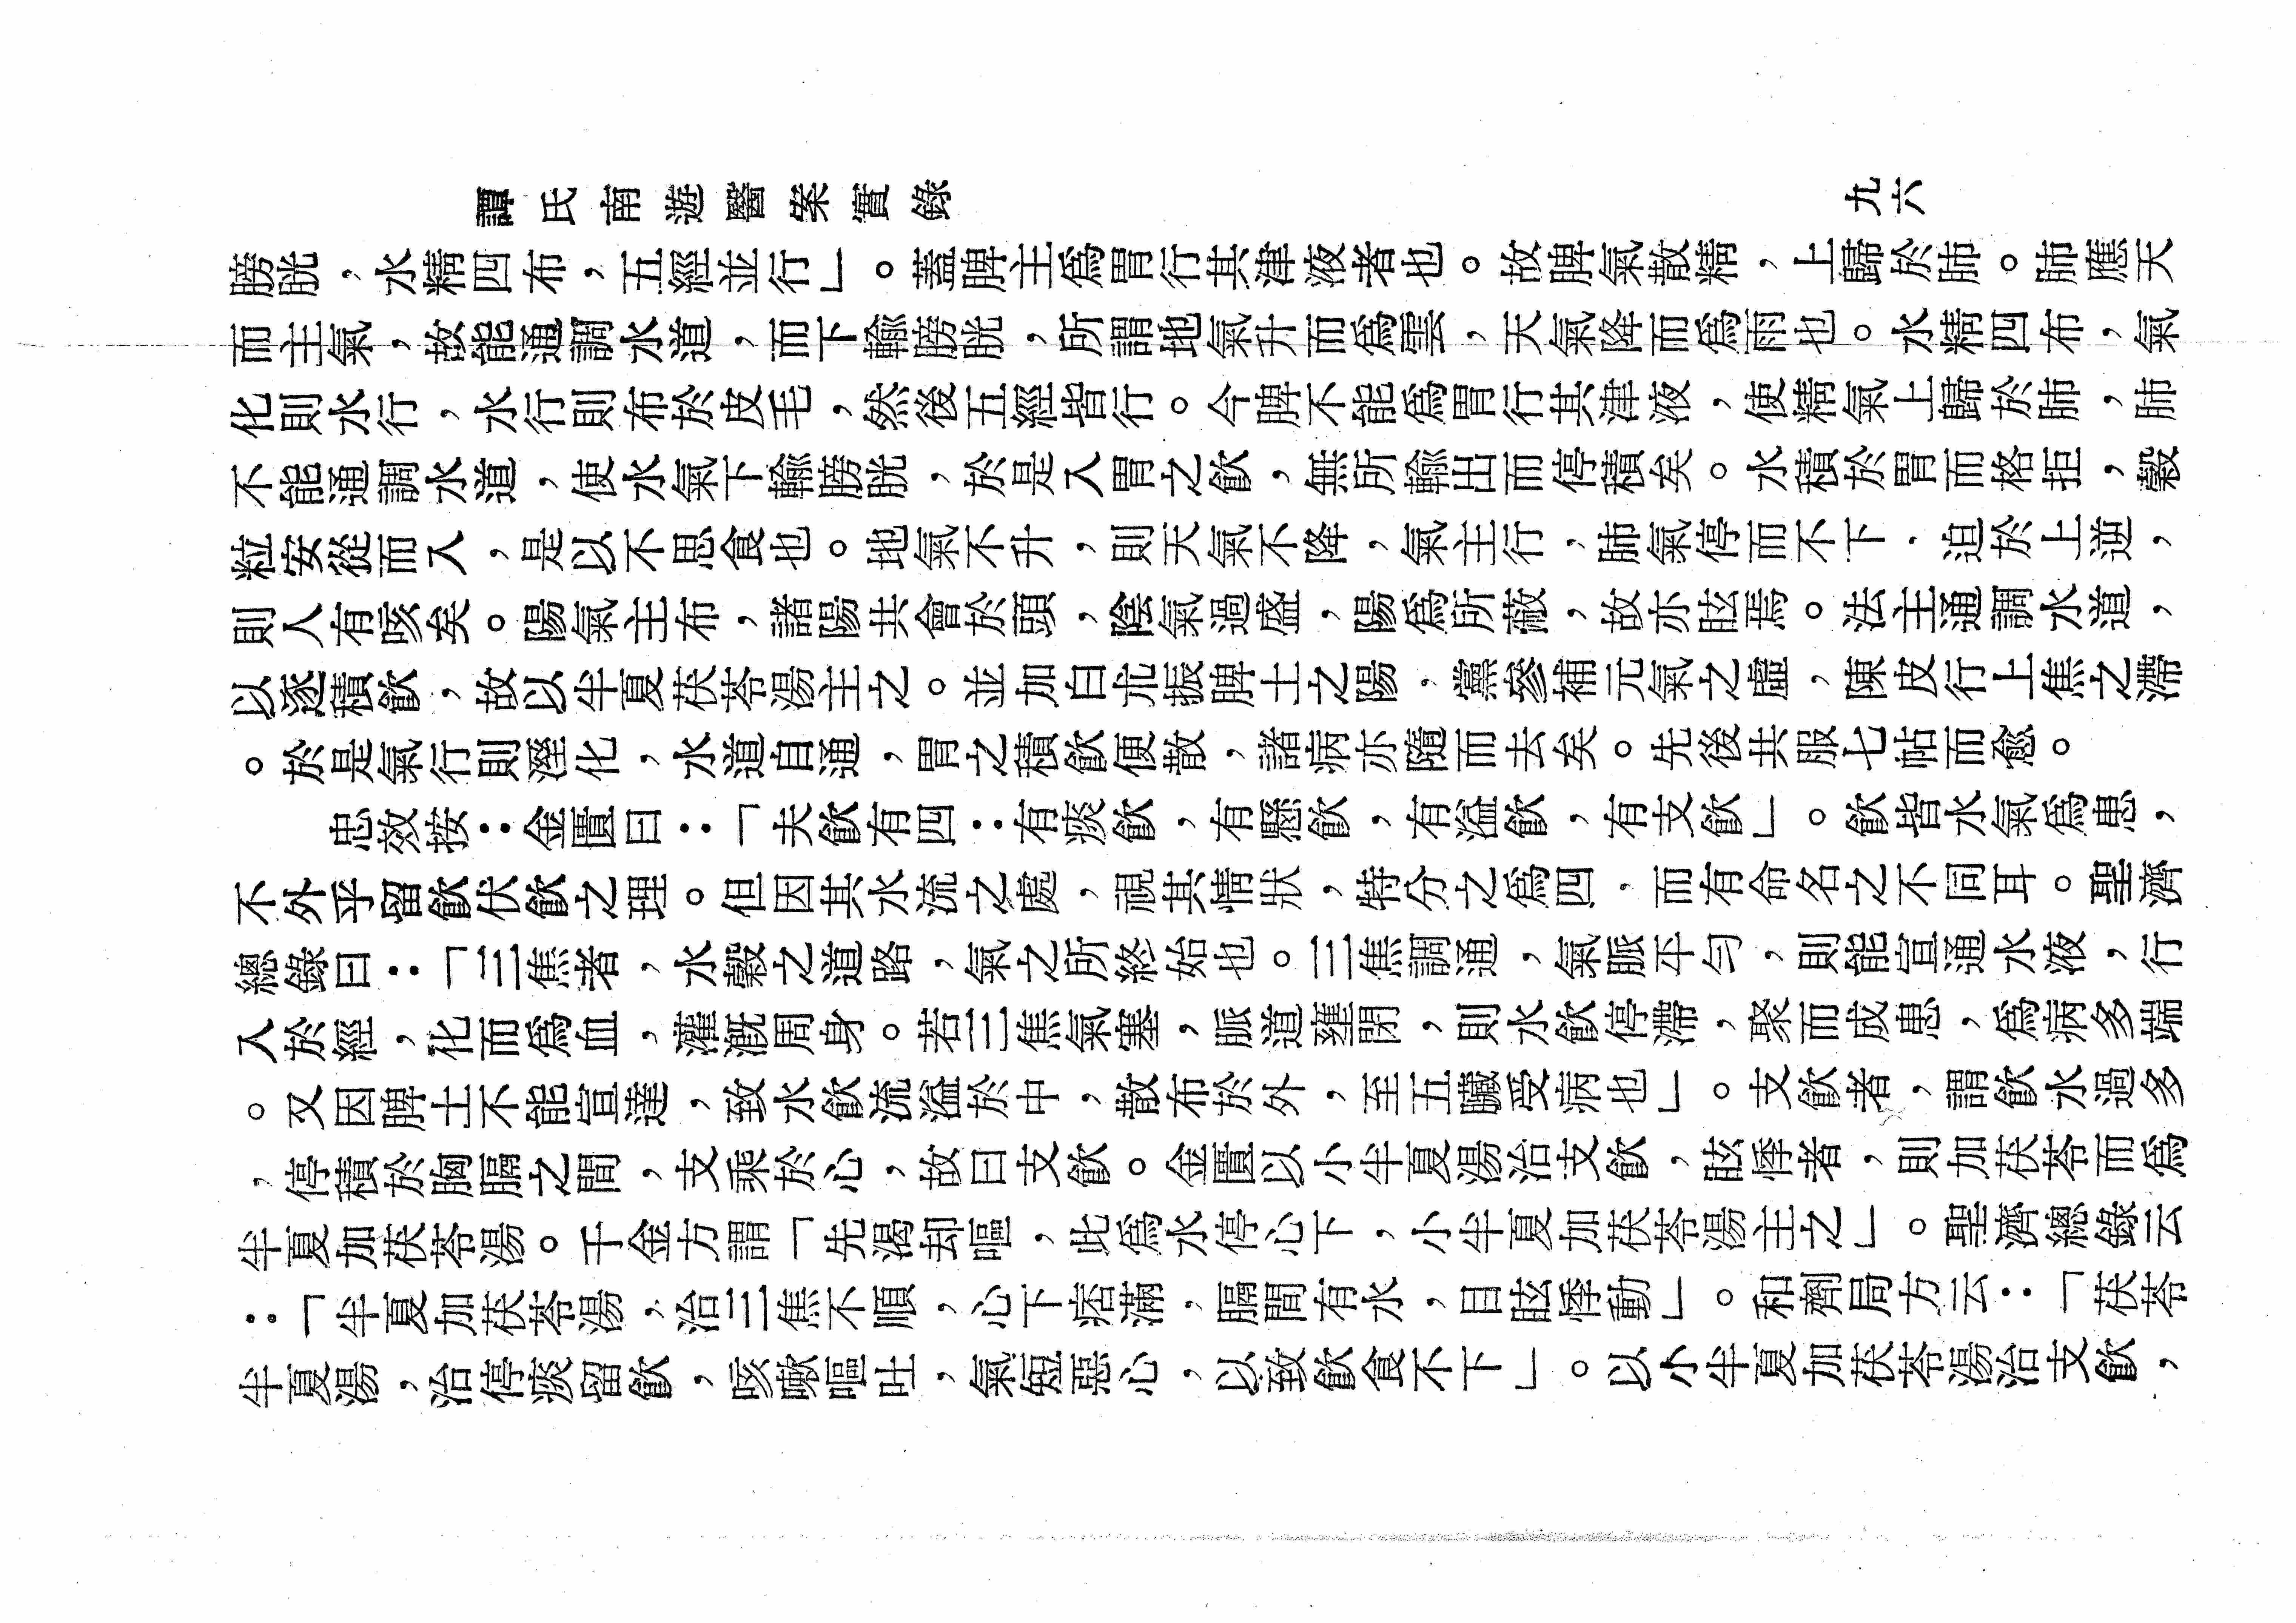 譚氏南遊醫案實錄
九六
膀胱，水精四布，五經並行」。蓋脾主爲胃行其津液者也。故脾氣散精，上歸於肺。肺應天
而主氣，故能通調水道，而下輸膀胱，所謂地氣升而爲雲，天氣降而爲雨也。水精四布，氣
化則水行，水行則布於皮毛，然後五經皆行。今脾不能爲胃行其津液，使精氣上歸於肺，肺
不能通調水道，使水氣下輸膀胱，於是入胃之飲，無所輸出而停積矣。水積於胃而格拒，穀
粒安從而入，是以不思食也。地氣不升，則天氣不降，氣主行，肺氣停而不下．迫於上逆，
則人有咳矣。陽氣主布，諸陽共會於頭，陰氣過盛，陽爲所蔽，故亦眩焉。法主通調水道，
以逐積飲，故以半夏茯苓湯主之。並加白朮振脾土之陽，黨參補元氣之虛，陳皮行上焦之滯
。於是氣行則溼化，水道自通，胃之積飲便散，諸病亦隨而去矣。先後共服七帖而愈。
忠效按：金匱曰：「夫飲有四：有痰飲，有懸飲，有溢飲，有支飲」。飲皆水氣爲患，
不外乎留飲伏飲之理。但因其水流之處，視其情狀，特分之爲四，而有命名之不同耳。聖濟
總錄曰：「三焦者，水穀之道路，氣之所終始也。三焦調通，氣脈平勻，則能宣通水液，行
入於經，化而爲血，灌溉周身。若三焦氣塞，脈道壅閉，則水飲停滯，聚而成患，爲病多端
。又因脾土不能宣達，致水飲流溢於中，散布於外，至五臟受病也」。支飲者，謂飲水過多
，停積於胸膈之間，支乘於心，故曰支飲。金匱以小半夏湯治支飲，眩悸者，則加茯苓而爲
半夏加茯苓湯。千金方謂「先渴却嘔，此爲水停心下，小半夏加茯苓湯主之」。聖濟總錄云
：「半夏加茯苓湯，治三焦不順，心下痞滿，膈間有水，目眩悸動」。和劑局方云：「茯苓
半夏湯，治停痰留飲，咳嗽嘔吐，氣短惡心，以致飲食不下」。以小半夏加茯苓湯治支飲，